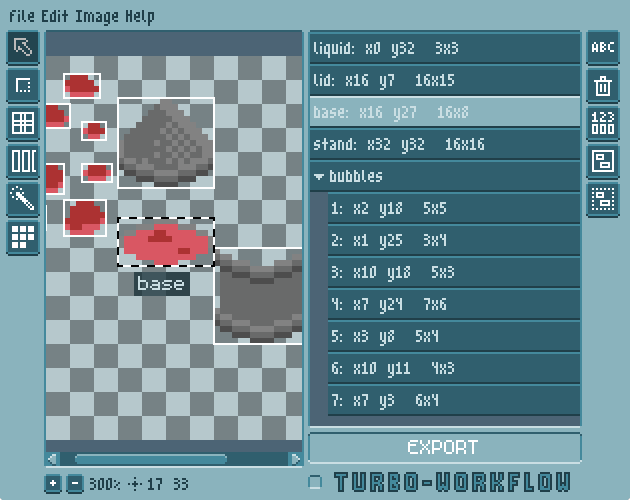 file Edit Image Help
liquid: x0 y32 3x3
lid: x16 y7 16x15
base: x16 y27 16x8
stand: x32 y32 16x16
bubbles
1: x2 y18 5x5
2: x1 y25 3x4
3: x10 y18 5x3
4: x7 y24 7x6
5: x3 y8 5x4
6: x10 y11 4x3
7: x7 y3 6x4
ABC
123
base
EXPORT
300% 17 33
TURBO-WORKFLOW